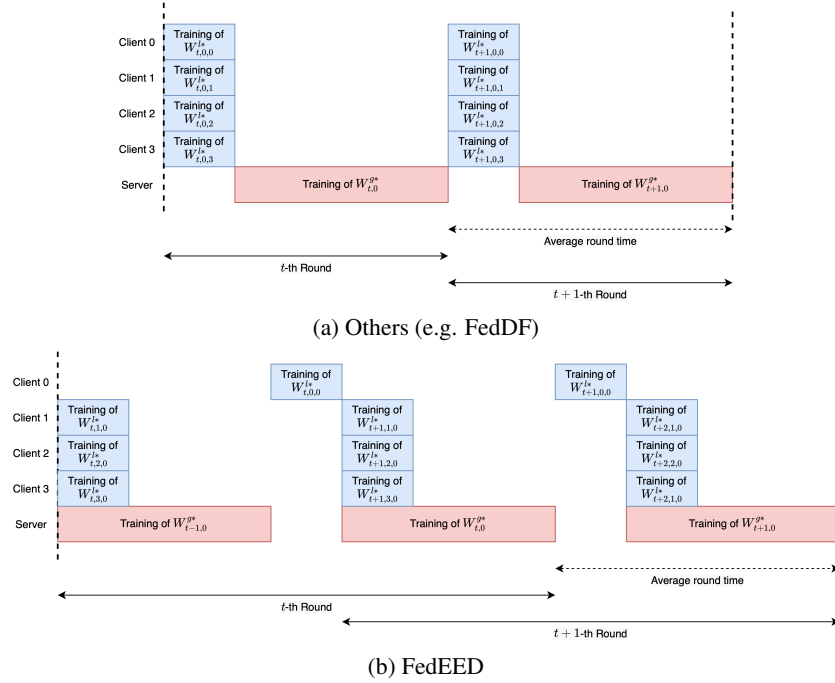 Client 0
Training of
$W^{l*}_{t,0,0}$
Training of
$W^{l*}_{t+1,0,0}$
Client 1
Training of
$W^{l*}_{t,0,1}$
Training of
$W^{l*}_{t+1,0,1}$
Client 2
Training of
$W^{l*}_{t,0,2}$
Training of
$W^{l*}_{t+1,0,2}$
Client 3
Training of
$W^{l*}_{t,0,3}$
Training of
$W^{l*}_{t+1,0,3}$
Server
Training of $W^{g*}_{t,0}$
Training of $W^{g*}_{t+1,0}$
Average round time
$t$-th Round
$t+1$-th Round
(a) Others (e.g. FedDF)
Client 0
Training of
$W^{l*}_{t,0,0}$
Training of
$W^{l*}_{t+1,0,0}$
Client 1
Training of
$W^{l*}_{t,1,0}$
Training of
$W^{l*}_{t+1,1,0}$
Training of
$W^{l*}_{t+2,1,0}$
Client 2
Training of
$W^{l*}_{t,2,0}$
Training of
$W^{l*}_{t+1,2,0}$
Training of
$W^{l*}_{t+2,2,0}$
Client 3
Training of
$W^{l*}_{t,3,0}$
Training of
$W^{l*}_{t+1,3,0}$
Training of
$W^{l*}_{t+2,1,0}$
Server
Training of $W^{g*}_{t-1,0}$
Training of $W^{g*}_{t,0}$
Training of $W^{g*}_{t+1,0}$
Average round time
$t$-th Round
$t+1$-th Round
(b) FedEED